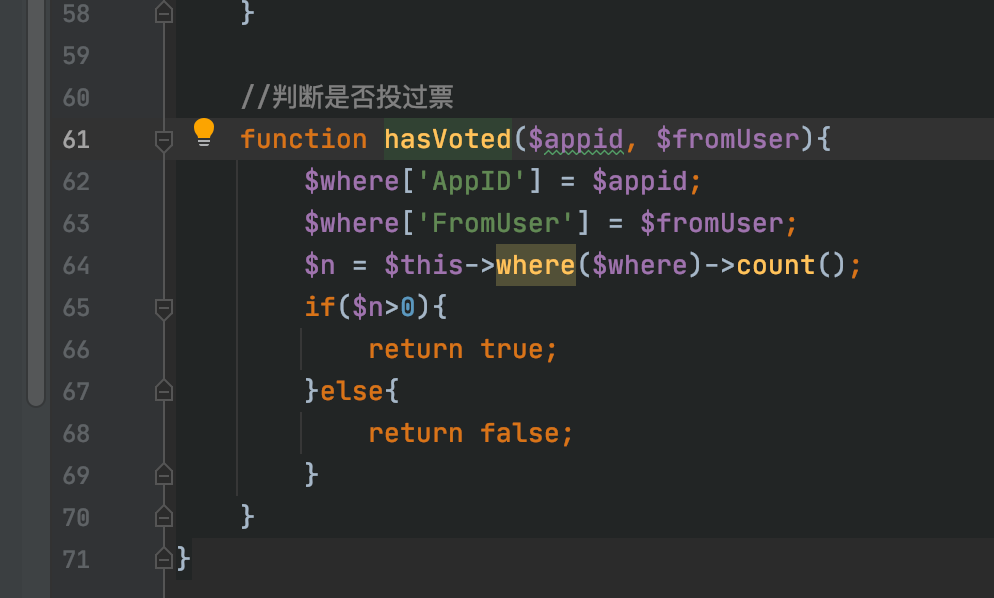 58 }
59
60 //判断是否投过票
61 function hasVoted($appid, $fromUser){
62 $where['AppID'] = $appid;
63 $where['FromUser'] = $fromUser;
64 $n = $this->where($where)->count();
65 if($n>0){
66 return true;
67 }else{
68 return false;
69 }
70 }
71 }